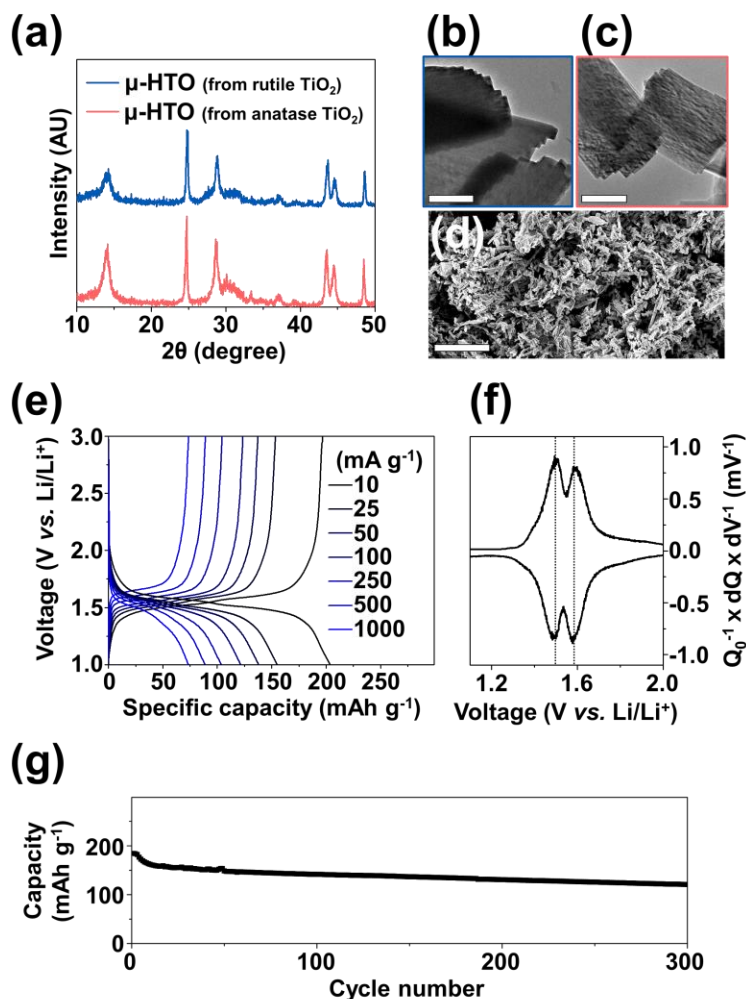 (a)
μ-HTO (from rutile TiO₂)
μ-HTO (from anatase TiO₂)
Intensity (AU)
10 20 30 40 50
2θ (degree)
(b)
(c)
(d)
(e)
Voltage (V vs. Li/Li⁺)
3.0
2.5
2.0
1.5
1.0
(mA g⁻¹)
10
25
50
100
250
500
1000
0 50 100 150 200 250
Specific capacity (mAh g⁻¹)
(f)
1.0
0.5
0.0
-0.5
-1.0
Q₀⁻¹ x dQ x dV⁻¹ (mV⁻¹)
1.2 1.6 2.0
Voltage (V vs. Li/Li⁺)
(g)
Capacity
(mAh g⁻¹)
200
100
0
0 100 200 300
Cycle number